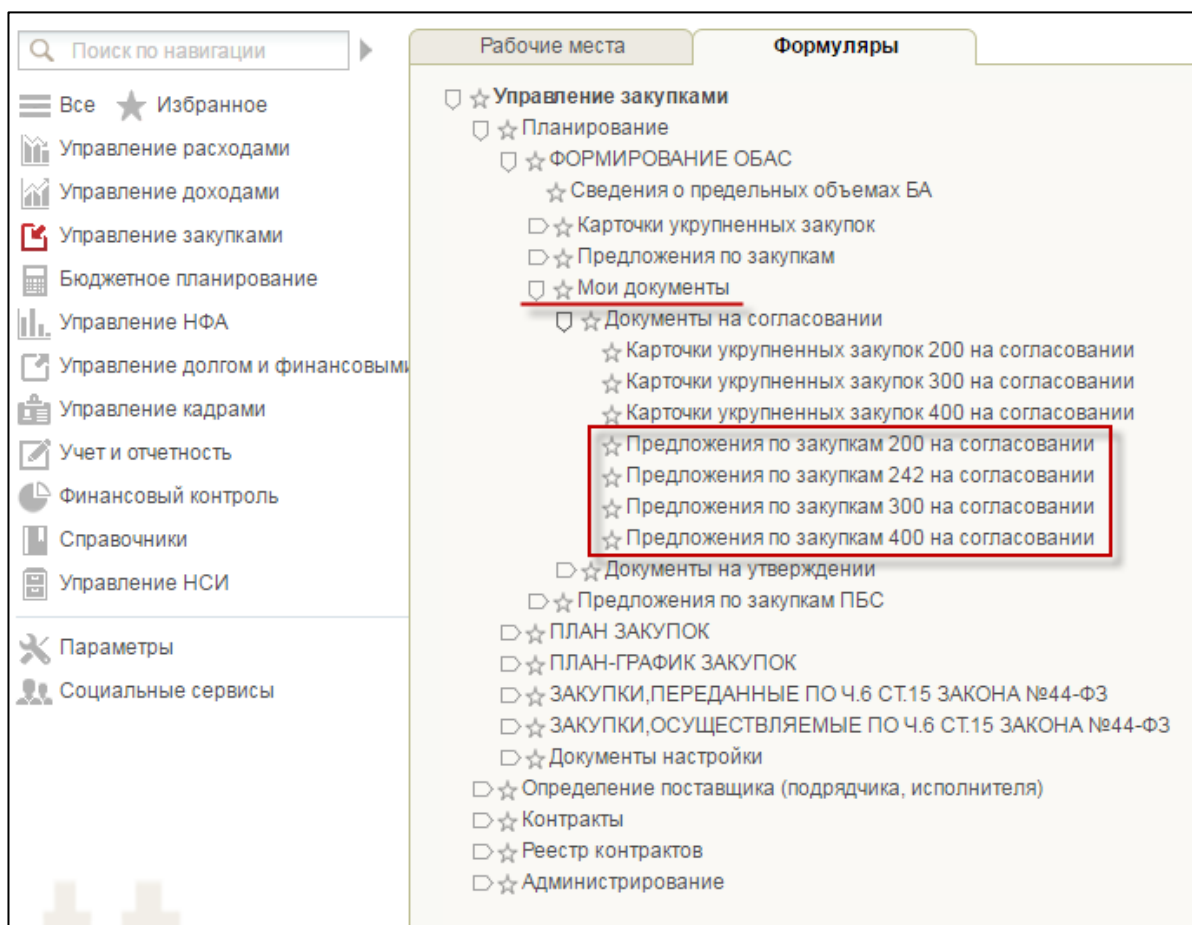 Поиск по навигации
Все Избранное
Управление расходами
Управление доходами
Управление закупками
Бюджетное планирование
Управление НФА
Управление долгом и финансовыми
Управление кадрами
Учет и отчетность
Финансовый контроль
Справочники
Управление НСИ
Параметры
Социальные сервисы
Рабочие места Формуляры
Управление закупками
Планирование
ФОРМИРОВАНИЕ ОБАС
Сведения о предельных объемах БА
Карточки укрупненных закупок
Предложения по закупкам
Мои документы
Документы на согласовании
Карточки укрупненных закупок 200 на согласовании
Карточки укрупненных закупок 300 на согласовании
Карточки укрупненных закупок 400 на согласовании
Предложения по закупкам 200 на согласовании
Предложения по закупкам 242 на согласовании
Предложения по закупкам 300 на согласовании
Предложения по закупкам 400 на согласовании
Документы на утверждении
Предложения по закупкам ПБС
ПЛАН ЗАКУПОК
ПЛАН-ГРАФИК ЗАКУПОК
ЗАКУПКИ,ПЕРЕДАННЫЕ ПО Ч.6 СТ.15 ЗАКОНА №44-ФЗ
ЗАКУПКИ,ОСУЩЕСТВЛЯЕМЫЕ ПО Ч.6 СТ.15 ЗАКОНА №44-ФЗ
Документы настройки
Определение поставщика (подрядчика, исполнителя)
Контракты
Реестр контрактов
Администрирование